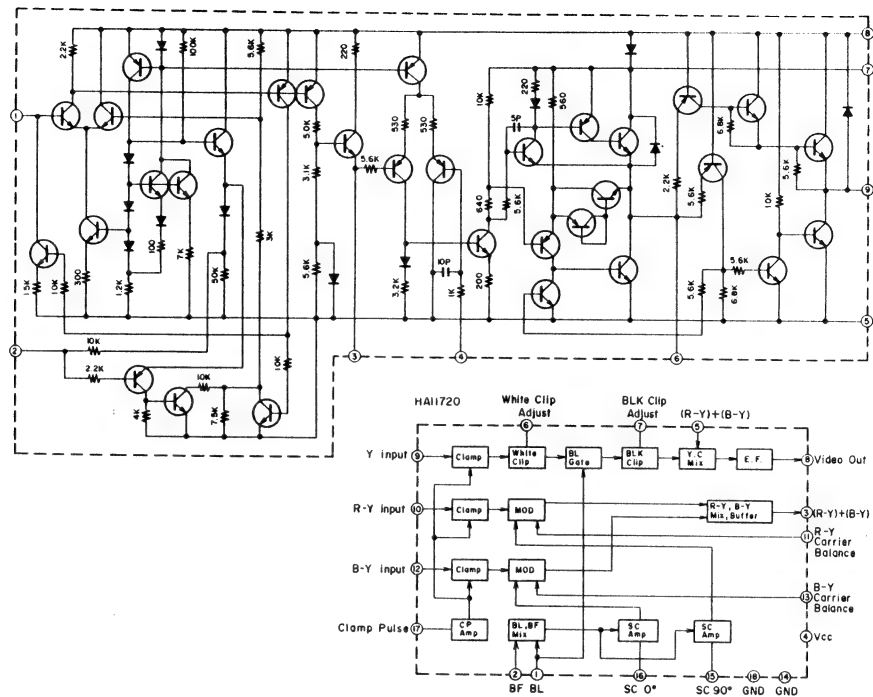 2.2K
100K
5.6K
220
8
7
1
5.0K
3.1K
5.6K
530
530
10K
220
560
5P
640
5.6K
2.2K
6.8K
5.6K
5.6K
10K
9
15K
10K
300
1.2K
100
7K
50K
3K
5.6K
3.2K
10P
1K
200
5.6K
5.6K
6.8K
5
2
10K
2.2K
4K
10K
7.5K
10K
3
4
6
HA11720
White Clip Adjust
BLK Clip Adjust
(R-Y)+(B-Y)
6
7
5
Y input
9
Clamp
White Clip
BL Gate
BLK Clip
Y.C Mix
E.F.
8
Video Out
R-Y input
10
Clamp
MOD
R-Y, B-Y Mix, Buffer
3
(R-Y)+(B-Y)
11
R-Y Carrier Balance
B-Y input
12
Clamp
MOD
13
B-Y Carrier Balance
Clamp Pulse
17
CP Amp
BL, BF Mix
SC Amp
SC Amp
4
Vcc
2
1
16
15
18
14
BF
BL
SC 0°
SC 90°
GND
GND